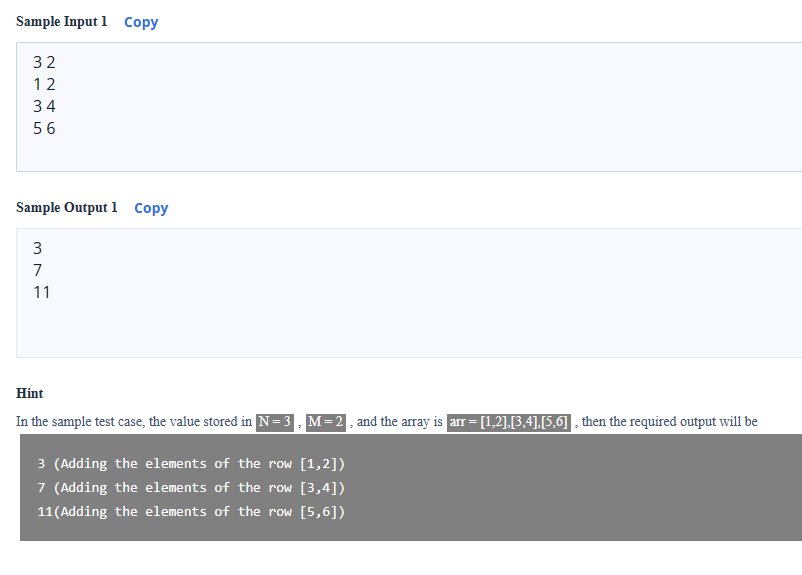 Sample Input 1 Copy
3 2
1 2
3 4
5 6
Sample Output 1 Copy
3
7
11
Hint
In the sample test case, the value stored in N = 3 , M = 2 , and the array is arr = [1,2],[3,4],[5,6] , then the required output will be
3 (Adding the elements of the row [1,2])
7 (Adding the elements of the row [3,4])
11(Adding the elements of the row [5,6])